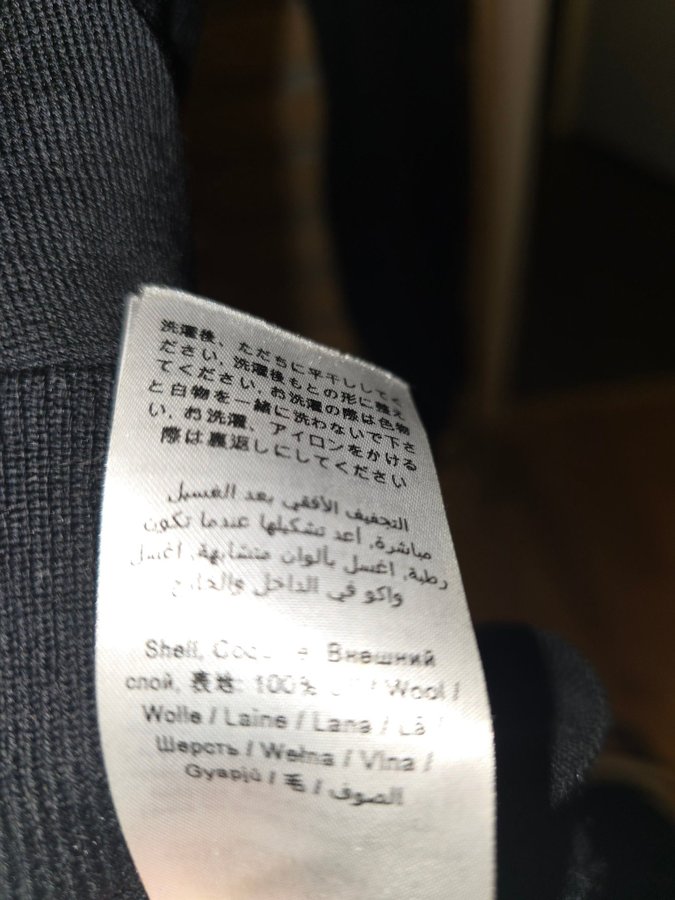 洗濯後、ただちに平干ししてく
ださい. 洗濯後もとの形に整え
てください. お洗濯の際は色物
と白物を一緒に洗わないで下さ
い. お洗濯、アイロンをかける
際は裏返しにしてください
التجفيف الأفقي بعد الغسيل
مباشرة, أعد تشكيلها عندما تكون
رطبة, اغسل بألوان متشابهة, اغسل
واكو في الداخل والخارج
Shell, Внешний
слой, 表地: 100% / Wool /
Wolle / Laine / Lana / Lã /
Шерсть / Wełna / Vlna /
Gyapjú / 毛 / الصوف